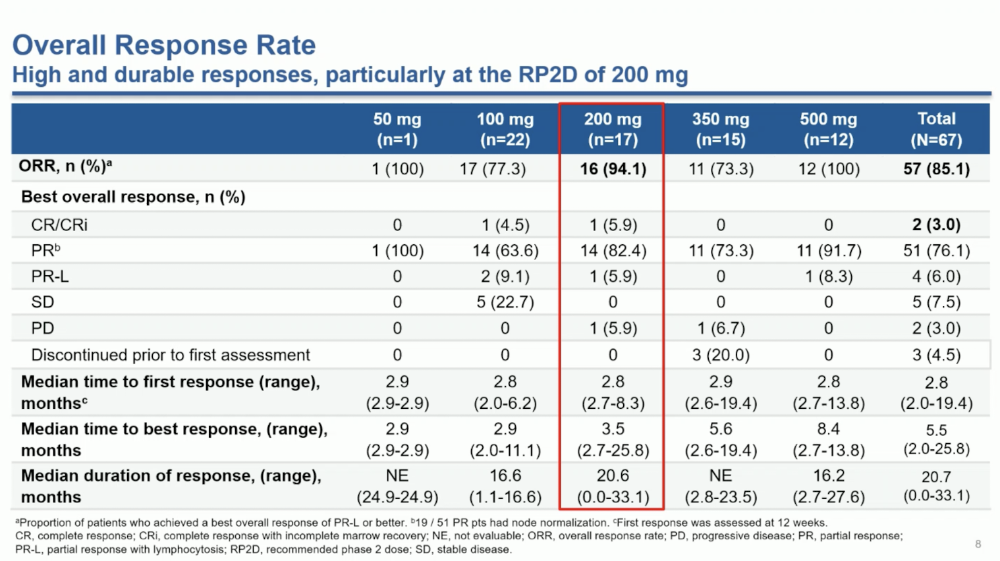 Overall Response Rate
High and durable responses, particularly at the RP2D of 200 mg
50 mg (n=1) 100 mg (n=22) 200 mg (n=17) 350 mg (n=15) 500 mg (n=12) Total (N=67)
ORR, n (%)ᵃ 1 (100) 17 (77.3) 16 (94.1) 11 (73.3) 12 (100) 57 (85.1)
Best overall response, n (%)
CR/CRi 0 1 (4.5) 1 (5.9) 0 0 2 (3.0)
PRᵇ 1 (100) 14 (63.6) 14 (82.4) 11 (73.3) 11 (91.7) 51 (76.1)
PR-L 0 2 (9.1) 1 (5.9) 0 1 (8.3) 4 (6.0)
SD 0 5 (22.7) 0 0 0 5 (7.5)
PD 0 0 1 (5.9) 1 (6.7) 0 2 (3.0)
Discontinued prior to first assessment 0 0 0 3 (20.0) 0 3 (4.5)
Median time to first response (range), 2.9 2.8 2.8 2.9 2.8 2.8
monthsᶜ (2.9-2.9) (2.0-6.2) (2.7-8.3) (2.6-19.4) (2.7-13.8) (2.0-19.4)
Median time to best response, (range), 2.9 2.9 3.5 5.6 8.4 5.5
months (2.9-2.9) (2.0-11.1) (2.7-25.8) (2.6-19.4) (2.7-13.8) (2.0-25.8)
Median duration of response, (range), NE 16.6 20.6 NE 16.2 20.7
months (24.9-24.9) (1.1-16.6) (0.0-33.1) (2.8-23.5) (2.7-27.6) (0.0-33.1)
ᵃProportion of patients who achieved a best overall response of PR-L or better. ᵇ19 / 51 PR pts had node normalization. ᶜFirst response was assessed at 12 weeks.
CR, complete response; CRi, complete response with incomplete marrow recovery; NE, not evaluable; ORR, overall response rate; PD, progressive disease; PR, partial response;
PR-L, partial response with lymphocytosis; RP2D, recommended phase 2 dose; SD, stable disease.
8